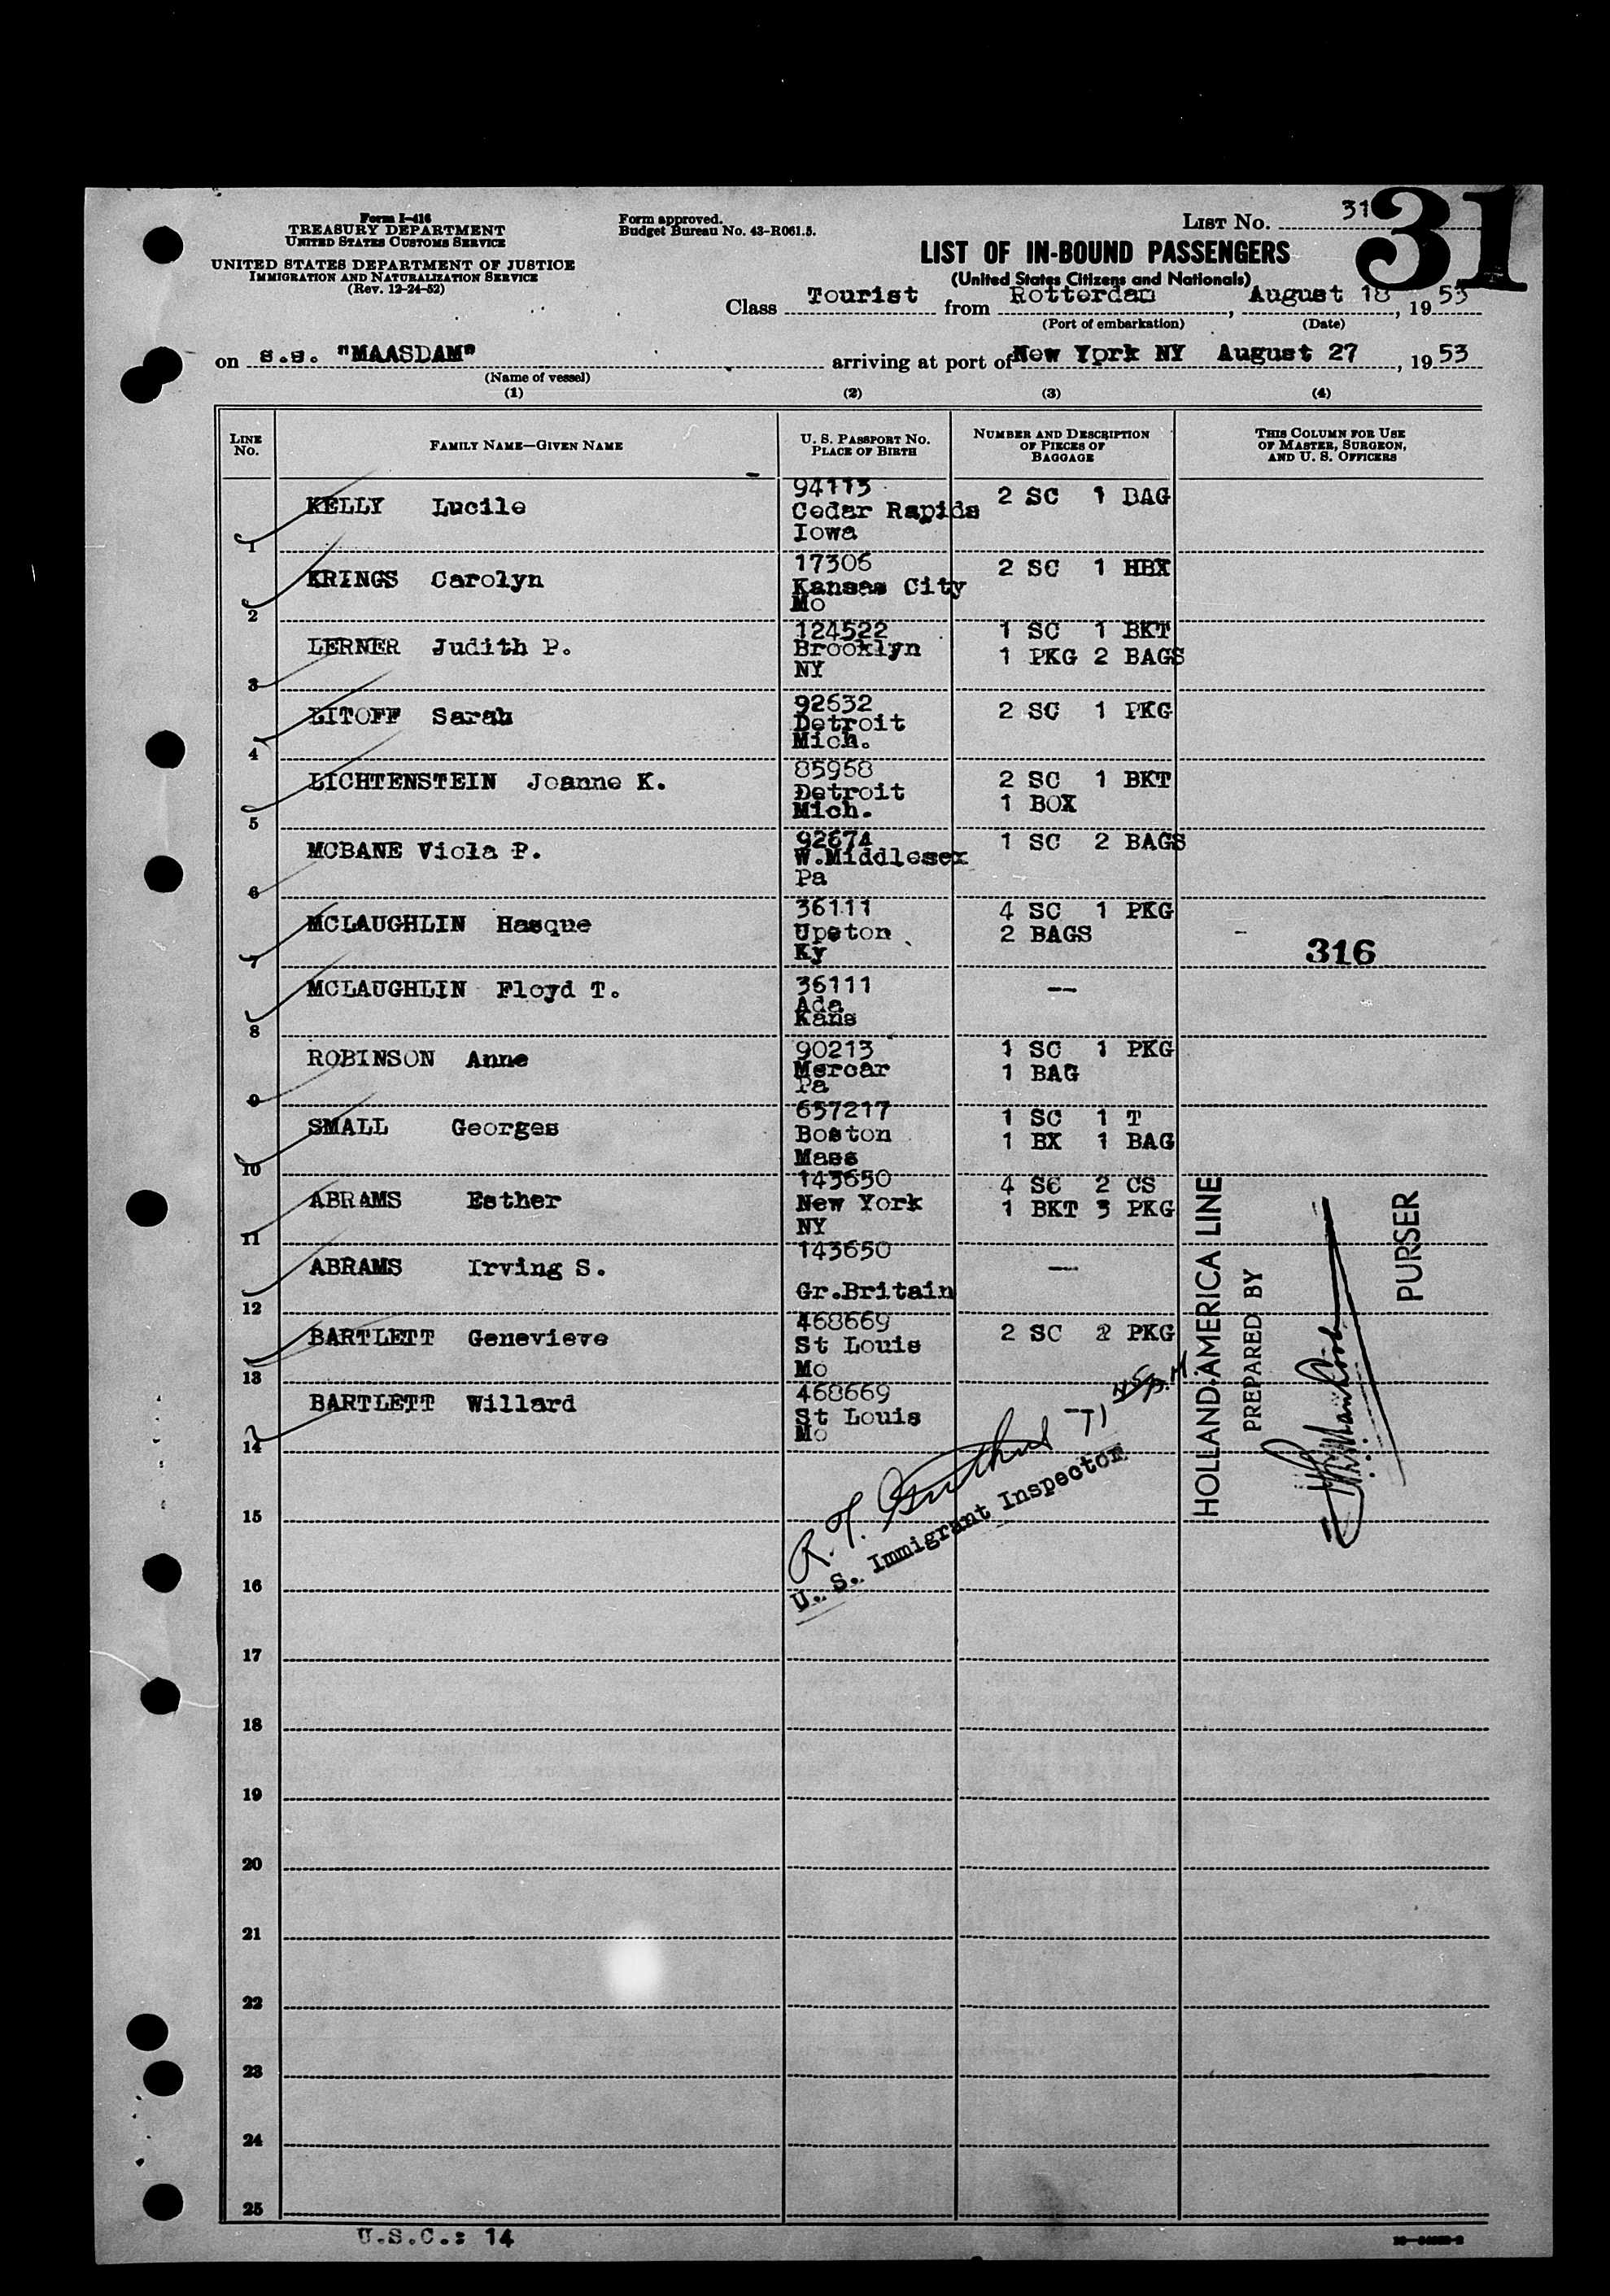 Form I-416
TREASURY DEPARTMENT
UNITED STATES CUSTOMS SERVICE
UNITED STATES DEPARTMENT OF JUSTICE
IMMIGRATION AND NATURALIZATION SERVICE
(Rev. 12-24-52)
Form approved.
Budget Bureau No. 43-R061.5.
LIST NO. 31
31
LIST OF IN-BOUND PASSENGERS
(United States Citizens and Nationals)
Class Tourist from Rotterdam, August 18, 1953
(Port of embarkation) (Date)
on s.s. "MAASDAM" arriving at port of New York NY August 27, 1953
(Name of vessel)
(1) (2) (3) (4)
LINE NO.
FAMILY NAME—GIVEN NAME
U. S. PASSPORT NO.
PLACE OF BIRTH
NUMBER AND DESCRIPTION
OF PIECES OF
BAGGAGE
THIS COLUMN FOR USE
OF MASTER, SURGEON,
AND U. S. OFFICERS
1 KELLY Lucile 94113 2 SC 1 BAG
Cedar Rapids
Iowa
2 KRINGS Carolyn 17306 2 SC 1 HBX
Kansas City
Mo
3 LERNER Judith P. 124522 1 SC 1 BKT
Brooklyn 1 PKG 2 BAGS
NY
4 LITOFF Sarah 92632 2 SC 1 PKG
Detroit
Mich.
5 LICHTENSTEIN Joanne K. 85958 2 SC 1 BKT
Detroit 1 BOX
Mich.
6 MCBANE Viola P. 92674 1 SC 2 BAGS
W.Middlesex
Pa
7 MCLAUGHLIN Hasque 36111 4 SC 1 PKG
Upston 2 BAGS
Ky
316
8 MCLAUGHLIN Floyd T. 36111 --
Ada
Kans
9 ROBINSON Anne 90213 1 SC 1 PKG
Mercar 1 BAG
Pa
10 SMALL Georges 657217 1 SC 1 T
Boston 1 BX 1 BAG
Mass
11 ABRAMS Esther 143650 4 SC 2 CS
New York 1 BKT 3 PKG
NY
12 ABRAMS Irving S. 143650 --
Gr.Britain
13 BARTLETT Genevieve 468669 2 SC 2 PKG
St Louis
Mo
14 BARTLETT Willard 468669
St Louis
Mo
15
16
17
18
19
20
21
22
23
24
25
U. S. Immigrant Inspector
HOLLAND-AMERICA LINE
PREPARED BY
PURSER
U.S.C.: 14